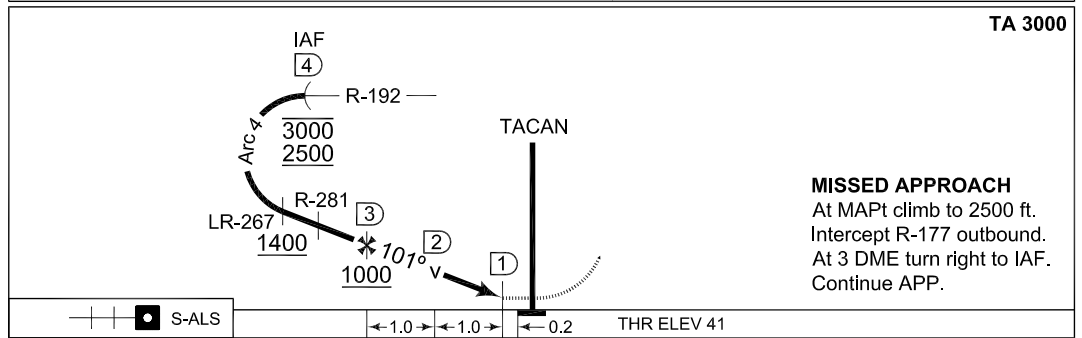 TA 3000
IAF
4
R-192
3000
2500
Arc 4
TACAN
R-281
LR-267
1400
3
1000
101º
2
v
1
MISSED APPROACH
At MAPt climb to 2500 ft.
Intercept R-177 outbound.
At 3 DME turn right to IAF.
Continue APP.
S-ALS
1.0
1.0
0.2
THR ELEV 41